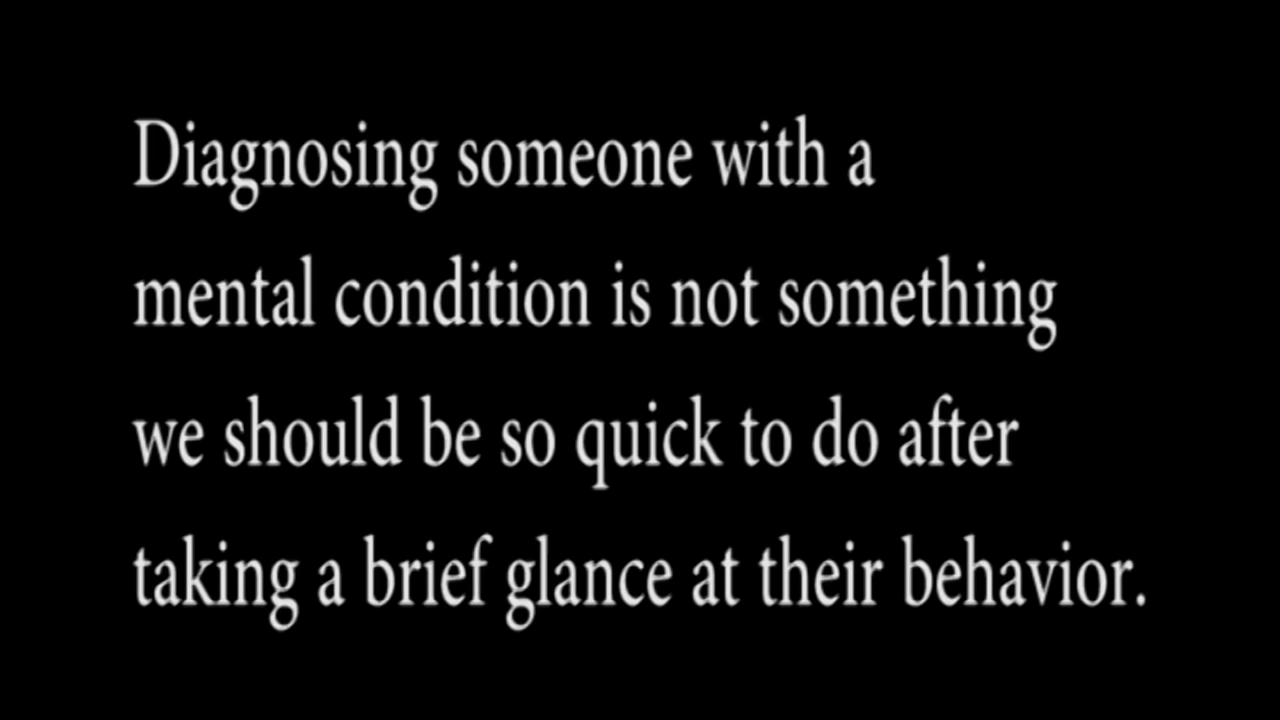 Diagnosing someone with a
mental condition is not something
we should be so quick to do after
taking a brief glance at their behavior.